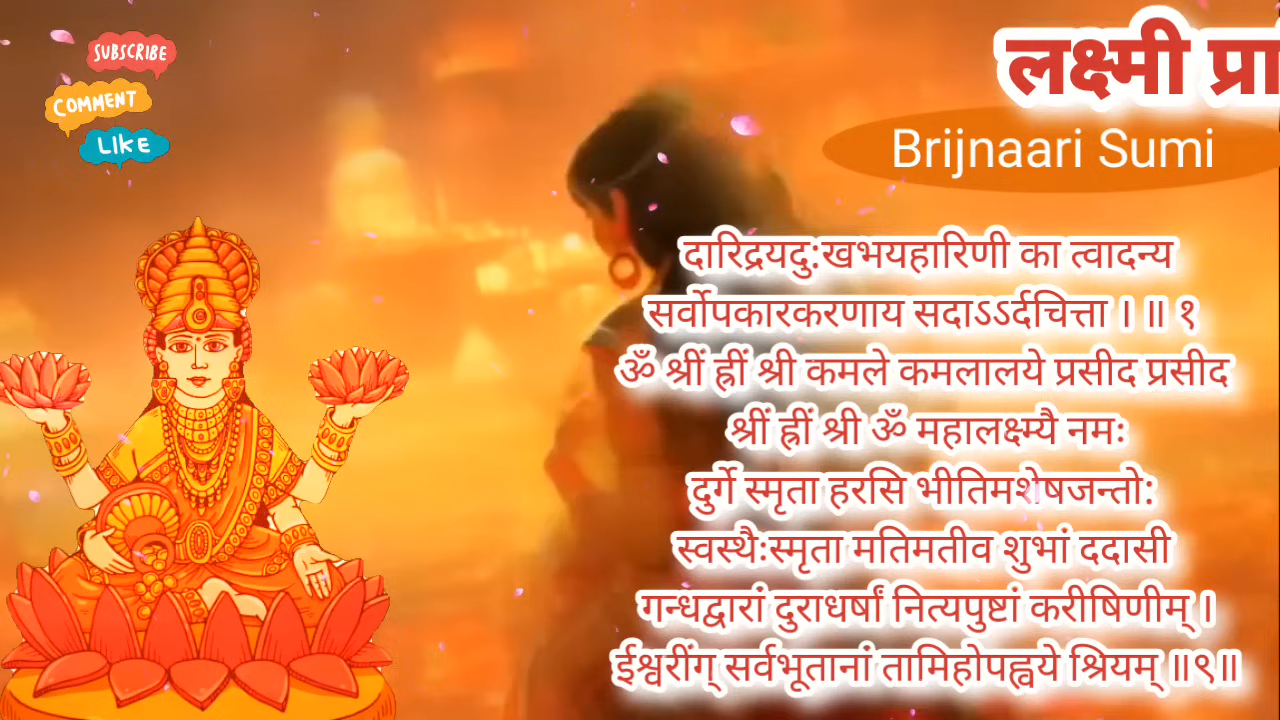 SUBSCRIBE
COMMENT
LIKE
लक्ष्मी प्रा
Brijnaari Sumi
दारिद्रयदु:खभयहारिणी का त्वादन्य
सर्वोपकारकरणाय सदाऽऽर्दचित्ता । ॥ १
ॐ श्रीं ह्रीं श्री कमले कमलालये प्रसीद प्रसीद
श्रीं ह्रीं श्री ॐ महालक्ष्म्यै नमः
दुर्गे स्मृता हरसि भीतिमशेषजन्तो:
स्वस्थैःस्मृता मतिमतीव शुभां ददासी
गन्धद्वारां दुराधर्षां नित्यपुष्टां करीषिणीम् ।
ईश्वरींग् सर्वभूतानां तामिहोपह्वये श्रियम् ॥९॥